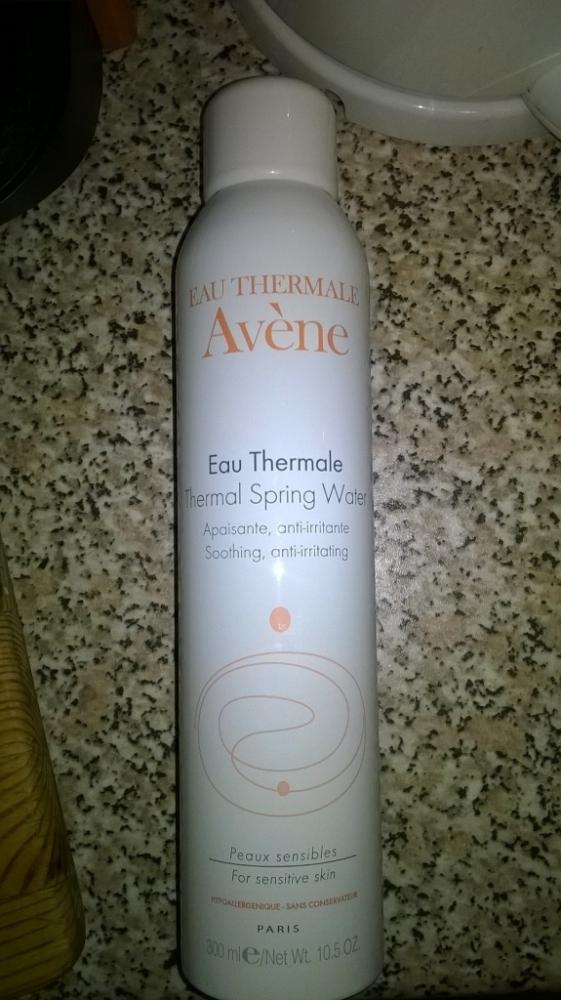 EAU THERMALE
Avène
Eau Thermale
Thermal Spring Water
Apaisante, anti-irritante
Soothing, anti-irritating
Peaux sensibles
For sensitive skin
HYPOALLERGENIQUE - SANS CONSERVATEUR
PARIS
300 ml e/Net Wt. 10.5 OZ.